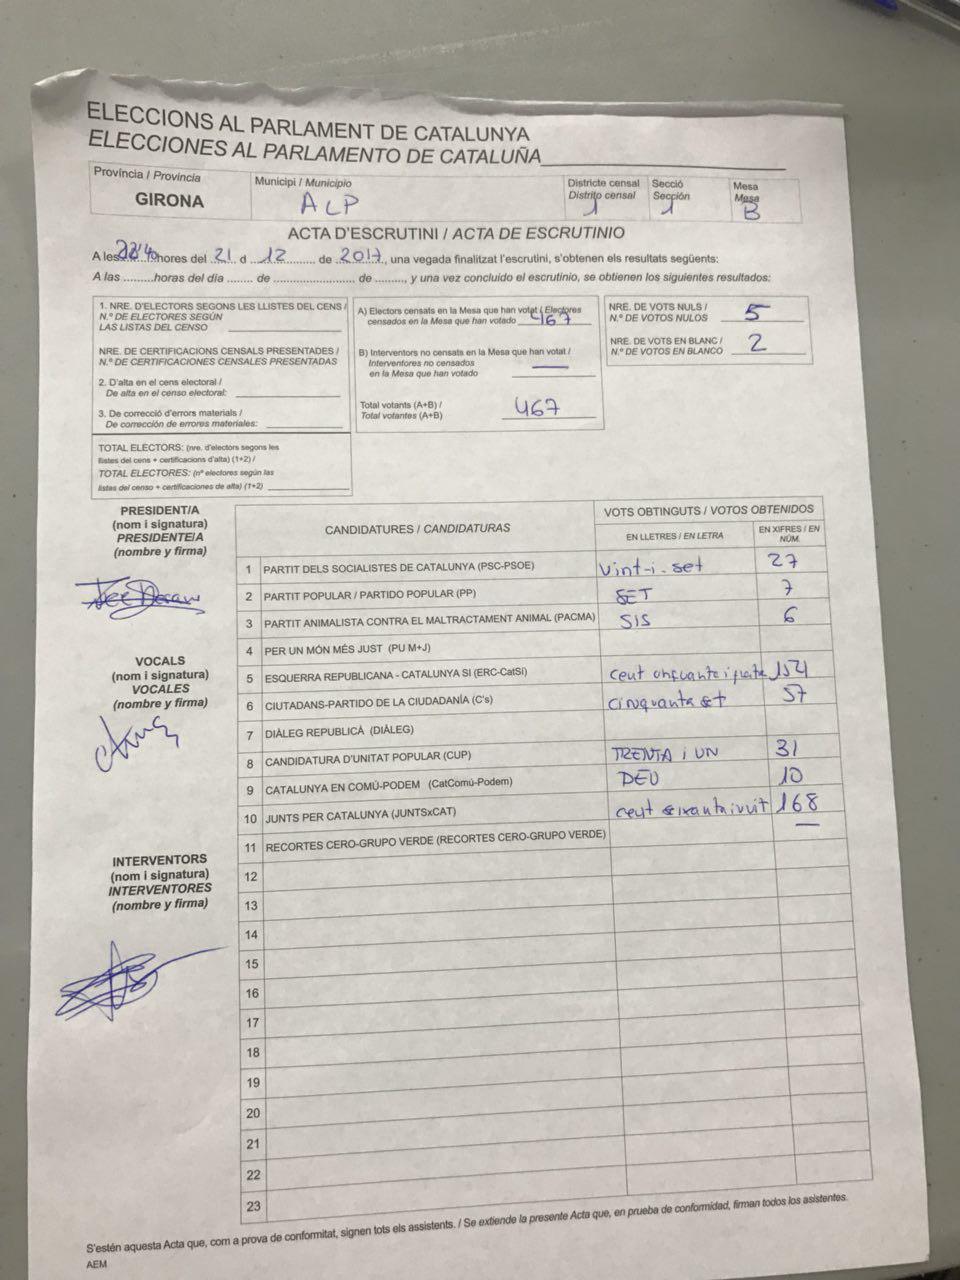 ELECCIONS AL PARLAMENT DE CATALUNYA
ELECCIONES AL PARLAMENTO DE CATALUÑA
Província / Provincia
GIRONA
Municipi / Municipio
ALP
Districte censal
Distrito censal
1
Secció
Sección
1
Mesa
Mesa
B
ACTA D'ESCRUTINI / ACTA DE ESCRUTINIO
A les 22'40 hores del 21 d 12 de 2017, una vegada finalitzat l'escrutini, s'obtenen els resultats següents:
A las .........horas del día ....... de ........................ de ........., y una vez concluido el escrutinio, se obtienen los siguientes resultados:
1. NRE. D'ELECTORS SEGONS LES LLISTES DEL CENS /
N.º DE ELECTORES SEGÚN
LAS LISTAS DEL CENSO
NRE. DE CERTIFICACIONS CENSALS PRESENTADES /
N.º DE CERTIFICACIONES CENSALES PRESENTADAS
2. D'alta en el cens electoral /
De alta en el censo electoral:
3. De correcció d'errors materials /
De corrección de errores materiales:
TOTAL ELECTORS: (nre. d'electors segons les
llistes del cens + certificacions d'alta) (1+2) /
TOTAL ELECTORES: (nº electores según las
listas del censo + certificaciones de alta) (1+2)
A) Electors censats en la Mesa que han votat / Electores
censados en la Mesa que han votado 467
B) Interventors no censats en la Mesa que han votat /
Interventores no censados
en la Mesa que han votado —
Total votants (A+B) /
Total votantes (A+B) 467
NRE. DE VOTS NULS /
N.º DE VOTOS NULOS 5
NRE. DE VOTS EN BLANC /
N.º DE VOTOS EN BLANCO 2
PRESIDENT/A
(nom i signatura)
PRESIDENTE/A
(nombre y firma)
VOCALS
(nom i signatura)
VOCALES
(nombre y firma)
INTERVENTORS
(nom i signatura)
INTERVENTORES
(nombre y firma)
CANDIDATURES / CANDIDATURAS
VOTS OBTINGUTS / VOTOS OBTENIDOS
EN LLETRES / EN LETRA
EN XIFRES / EN NÚM.
1 PARTIT DELS SOCIALISTES DE CATALUNYA (PSC-PSOE) Vint-i-set 27
2 PARTIT POPULAR / PARTIDO POPULAR (PP) SET 7
3 PARTIT ANIMALISTA CONTRA EL MALTRACTAMENT ANIMAL (PACMA) SIS 6
4 PER UN MÓN MÉS JUST (PU M+J)
5 ESQUERRA REPUBLICANA - CATALUNYA SI (ERC-CatSí) cent cinquanta i quatre 154
6 CIUTADANS-PARTIDO DE LA CIUDADANÍA (C's) cinquanta set 57
7 DIÀLEG REPUBLICÀ (DIÀLEG)
8 CANDIDATURA D'UNITAT POPULAR (CUP) TRENTA i UN 31
9 CATALUNYA EN COMÚ-PODEM (CatComú-Podem) DEU 10
10 JUNTS PER CATALUNYA (JUNTSxCAT) cent seixanta i vuit 168
11 RECORTES CERO-GRUPO VERDE (RECORTES CERO-GRUPO VERDE) —
12
13
14
15
16
17
18
19
20
21
22
23
S'estén aquesta Acta que, com a prova de conformitat, signen tots els assistents. / Se extiende la presente Acta que, en prueba de conformidad, firman todos los asistentes.
AEM